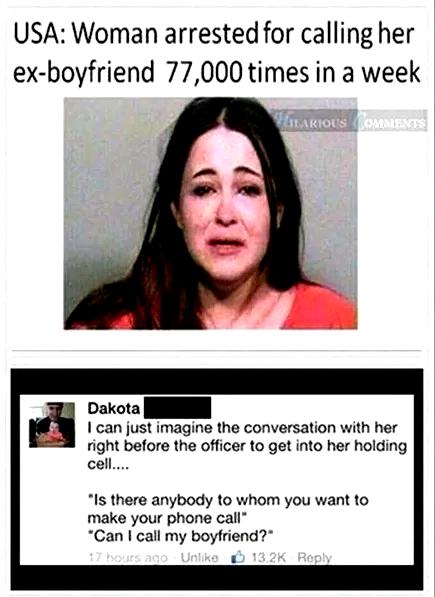 USA: Woman arrested for calling her
ex-boyfriend 77,000 times in a week
HILARIOUS COMMENTS
Dakota
I can just imagine the conversation with her
right before the officer to get into her holding
cell....
"Is there anybody to whom you want to
make your phone call"
"Can I call my boyfriend?"
17 hours ago · Unlike · 13.2K · Reply